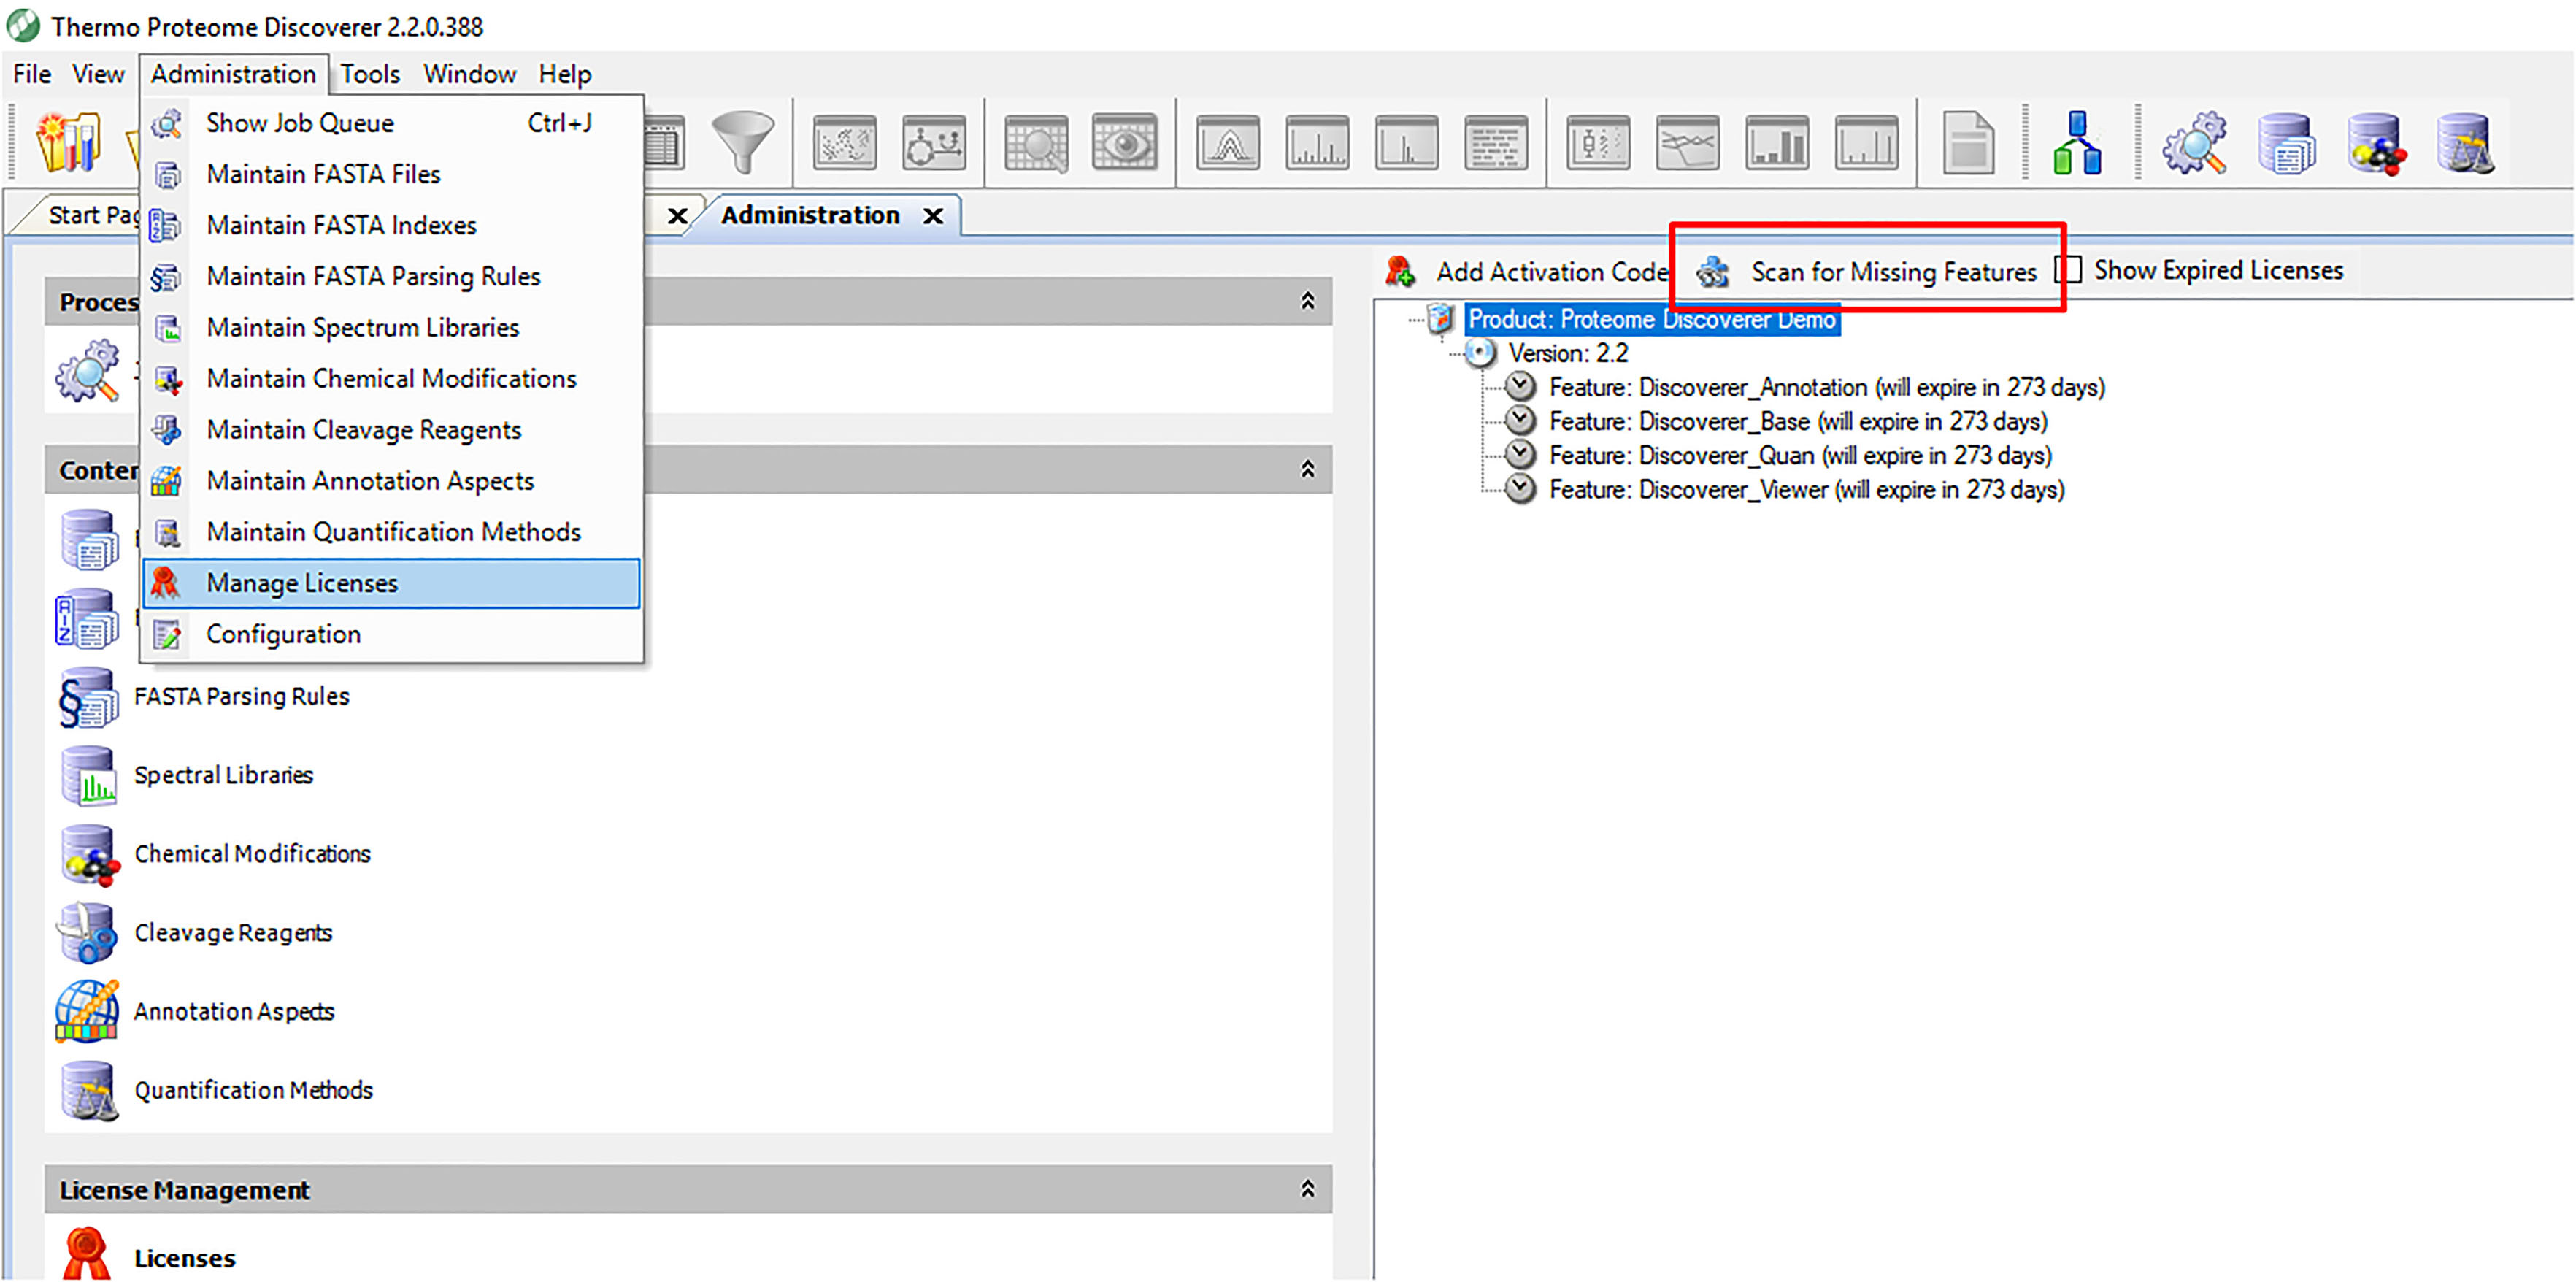 Thermo Proteome Discoverer 2.2.0.388
File View Administration Tools Window Help
Show Job Queue Ctrl+J
Maintain FASTA Files
Maintain FASTA Indexes
Maintain FASTA Parsing Rules
Maintain Spectrum Libraries
Maintain Chemical Modifications
Maintain Cleavage Reagents
Maintain Annotation Aspects
Maintain Quantification Methods
Manage Licenses
Configuration
Start Pag
Administration
Proces
Conten
FASTA Parsing Rules
Spectral Libraries
Chemical Modifications
Cleavage Reagents
Annotation Aspects
Quantification Methods
License Management
Licenses
Add Activation Code Scan for Missing Features Show Expired Licenses
Product: Proteome Discoverer Demo
Version: 2.2
Feature: Discoverer_Annotation (will expire in 273 days)
Feature: Discoverer_Base (will expire in 273 days)
Feature: Discoverer_Quan (will expire in 273 days)
Feature: Discoverer_Viewer (will expire in 273 days)